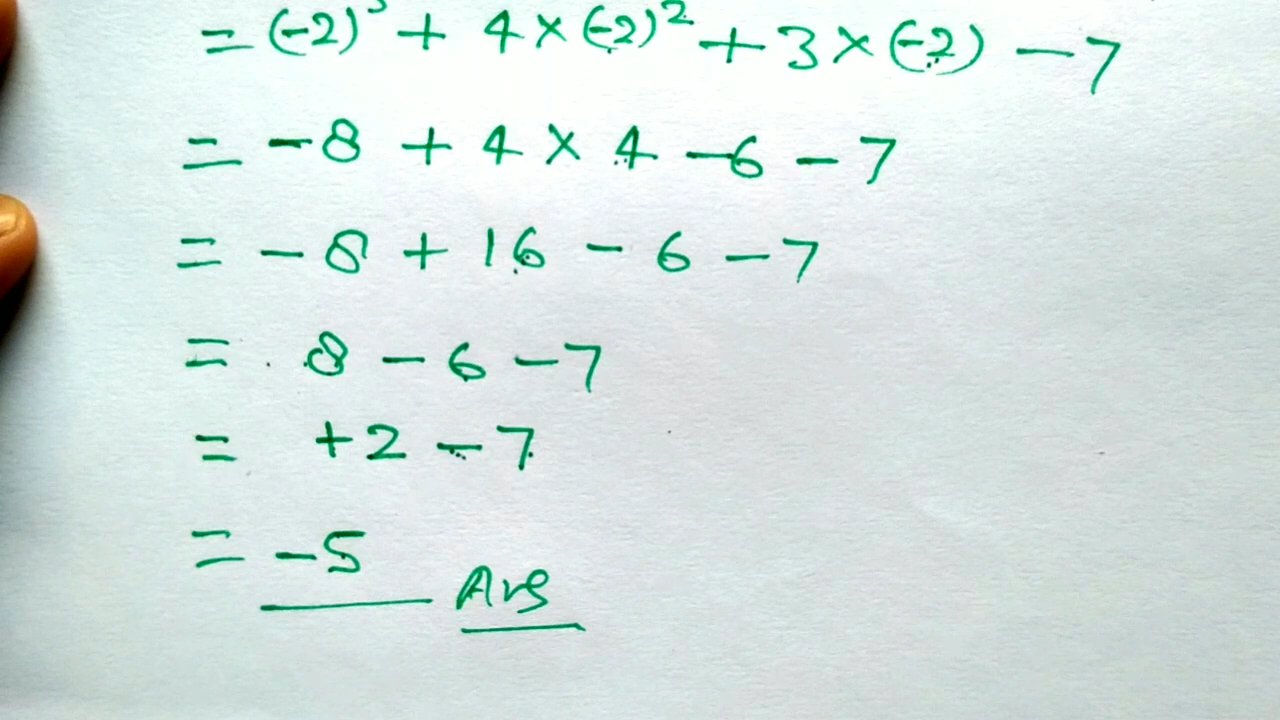 = (-2)³ + 4 × (-2)² + 3 × (-2) - 7
= -8 + 4 × 4 - 6 - 7
= -8 + 16 - 6 - 7
= 8 - 6 - 7
= +2 - 7
= -5 Ans